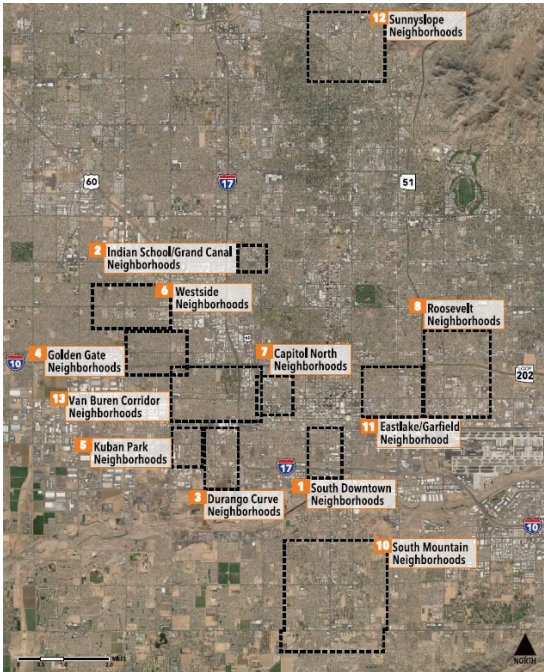 12 Sunnyslope
Neighborhoods
60
17
51
2 Indian School/Grand Canal
Neighborhoods
6 Westside
Neighborhoods
8 Roosevelt
Neighborhoods
4 Golden Gate
Neighborhoods
10
7 Capitol North
Neighborhoods
LOOP
202
13 Van Buren Corridor
Neighborhoods
11 Eastlake/Garfield
Neighborhood
5 Kuban Park
Neighborhoods
17
3 Durango Curve
Neighborhoods
1 South Downtown
Neighborhoods
10
10 South Mountain
Neighborhoods
Miles
NORTH